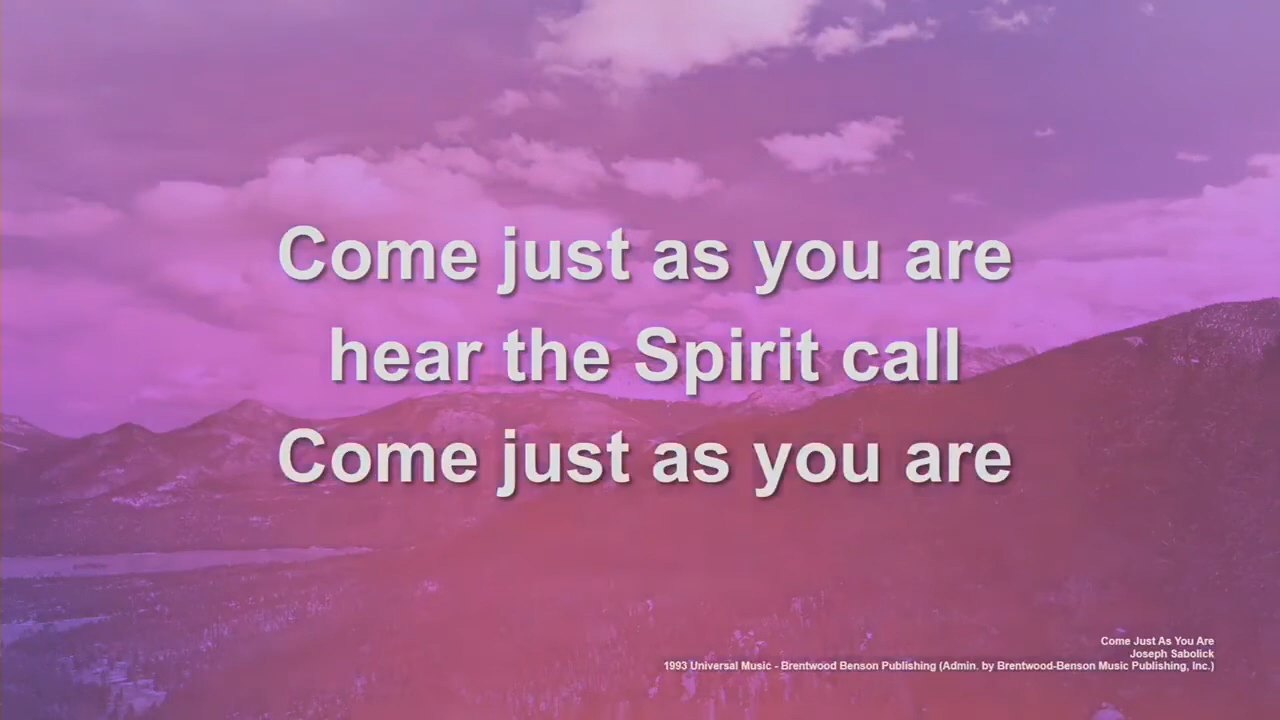 Come just as you are
hear the Spirit call
Come just as you are
Come Just As You Are
Joseph Sabolick
1993 Universal Music - Brentwood Benson Publishing (Admin. by Brentwood-Benson Music Publishing, Inc.)